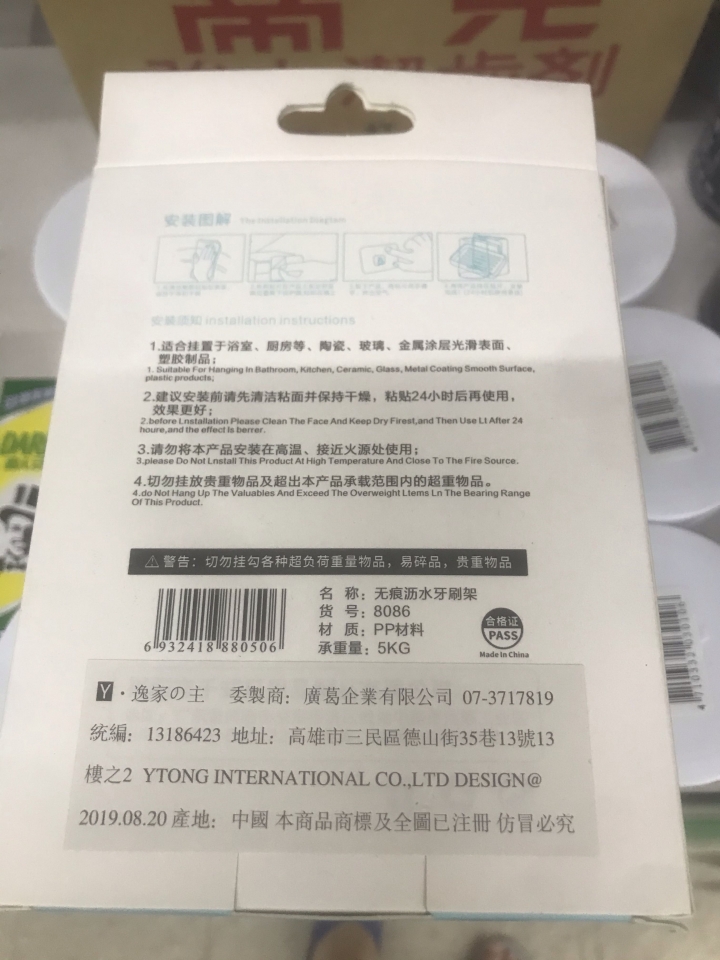 强力潔齒劑
安装图解 The Installation Diagram
安装须知 installation instructions
1.适合挂置于浴室、厨房等、陶瓷、玻璃、金属涂层光滑表面、
塑胶制品；
1. Suitable For Hanging In Bathroom, Kitchen, Ceramic, Glass, Metal Coating Smooth Surface,
plastic products;
2.建议安装前请先清洁粘面并保持干燥，粘贴24小时后再使用，
效果更好；
2.before Lnstallation Please Clean The Face And Keep Dry Firest,and Then Use Lt After 24
houre,and the effect Is berrer.
3.请勿将本产品安装在高温、接近火源处使用；
3.please Do Not Lnstall This Product At High Temperature And Close To The Fire Source.
4.切勿挂放贵重物品及超出本产品承载范围内的超重物品。
4.do Not Hang Up The Valuables And Exceed The Overweight Ltems Ln The Bearing Range
Of This Product.
警告：切勿挂勾各种超负荷重量物品，易碎品，贵重物品
名 称：无痕沥水牙刷架
货 号：8086
材 质：PP材料
承重量：5KG
合格证
PASS
Made In China
6 932418 880506
Y·逸家の主 委製商：廣葛企業有限公司 07-3717819
統編：13186423 地址：高雄市三民區德山街35巷13號13
樓之2 YTONG INTERNATIONAL CO.,LTD DESIGN@
2019.08.20 產地：中國 本商品商標及全圖已註冊 仿冒必究
DAR